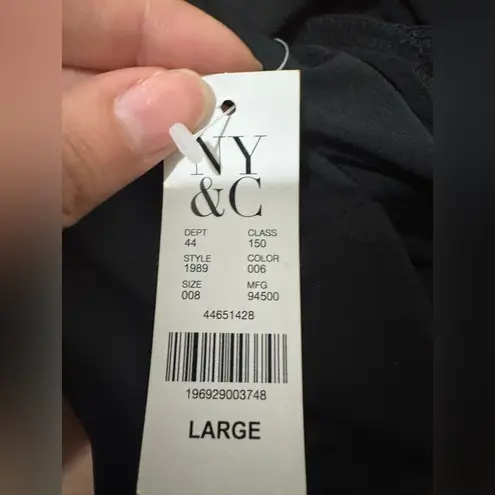 NY
&C
DEPT CLASS
44 150
STYLE COLOR
1989 006
SIZE MFG
008 94500
44651428
196929003748
LARGE